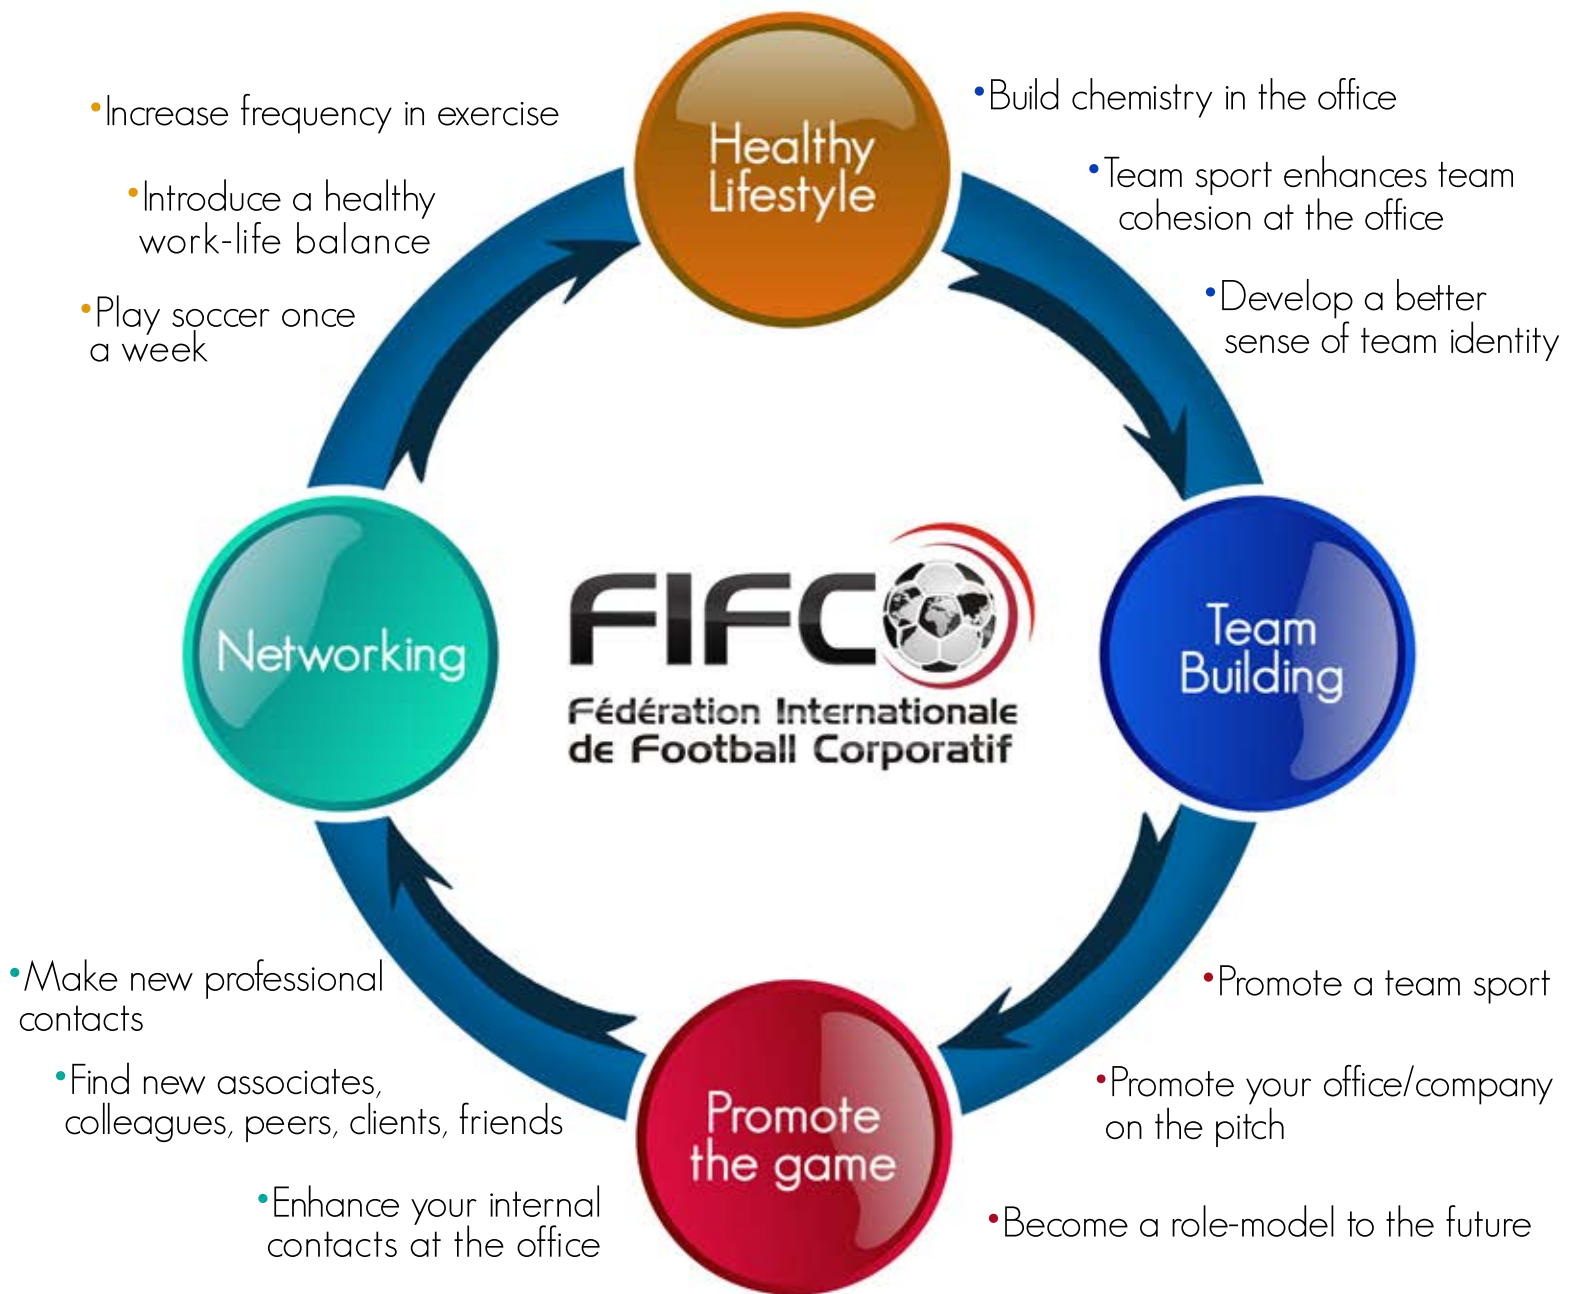 •Increase frequency in exercise
•Introduce a healthy
work-life balance
•Play soccer once
a week
Healthy
Lifestyle
•Build chemistry in the office
•Team sport enhances team
cohesion at the office
•Develop a better
sense of team identity
Networking
FIFCO
Fédération Internationale
de Football Corporatif
Team
Building
•Make new professional
contacts
•Find new associates,
colleagues, peers, clients, friends
•Enhance your internal
contacts at the office
Promote
the game
•Promote a team sport
•Promote your office/company
on the pitch
•Become a role-model to the future